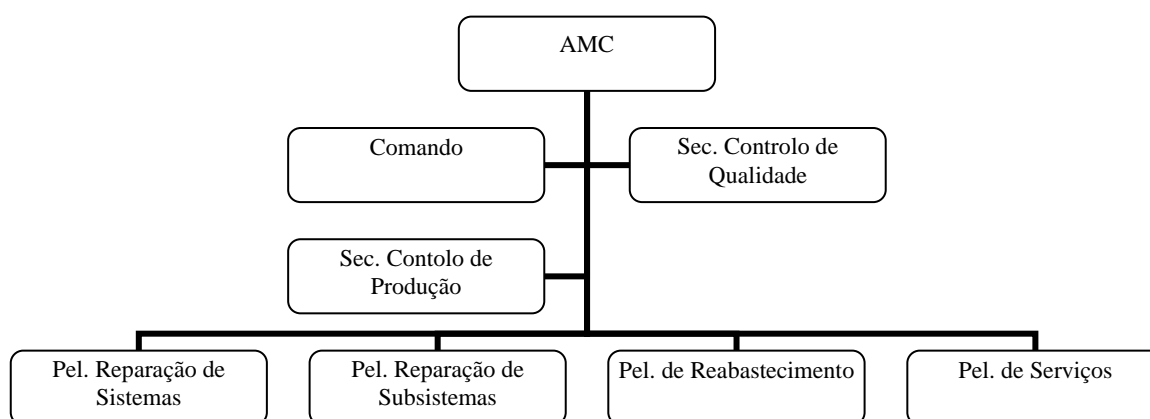 AMC
Comando
Sec. Controlo de
Qualidade
Sec. Contolo de
Produção
Pel. Reparação de
Sistemas
Pel. Reparação de
Subsistemas
Pel. de Reabastecimento
Pel. de Serviços